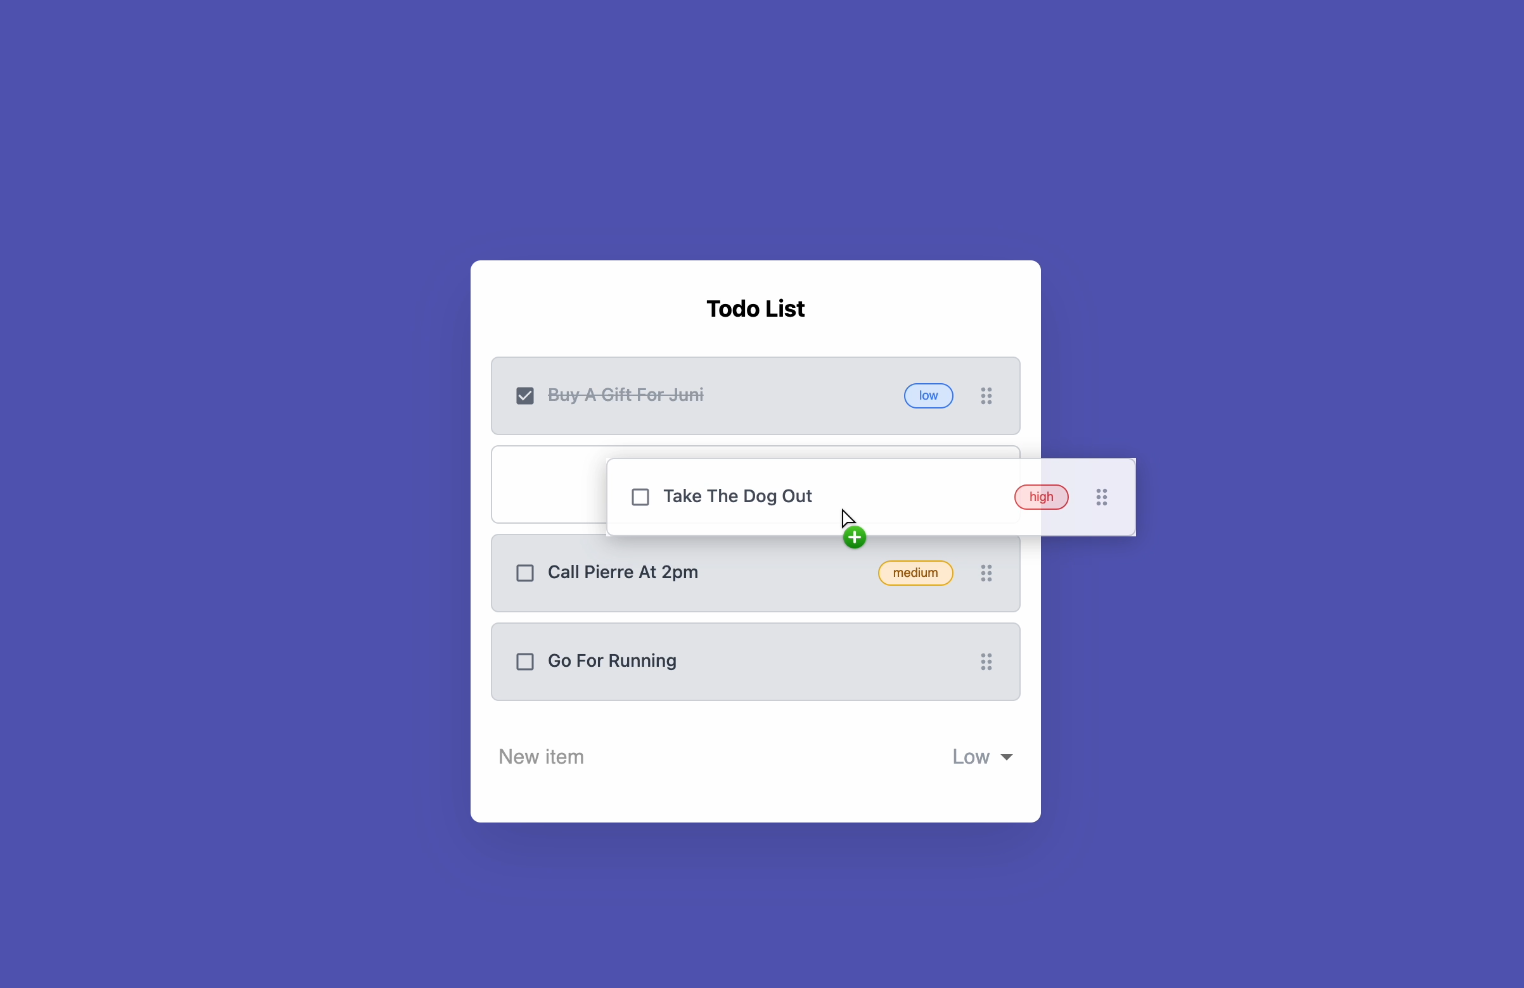 Todo List
Buy A Gift For Juni low
Take The Dog Out high
Call Pierre At 2pm medium
Go For Running
New item Low